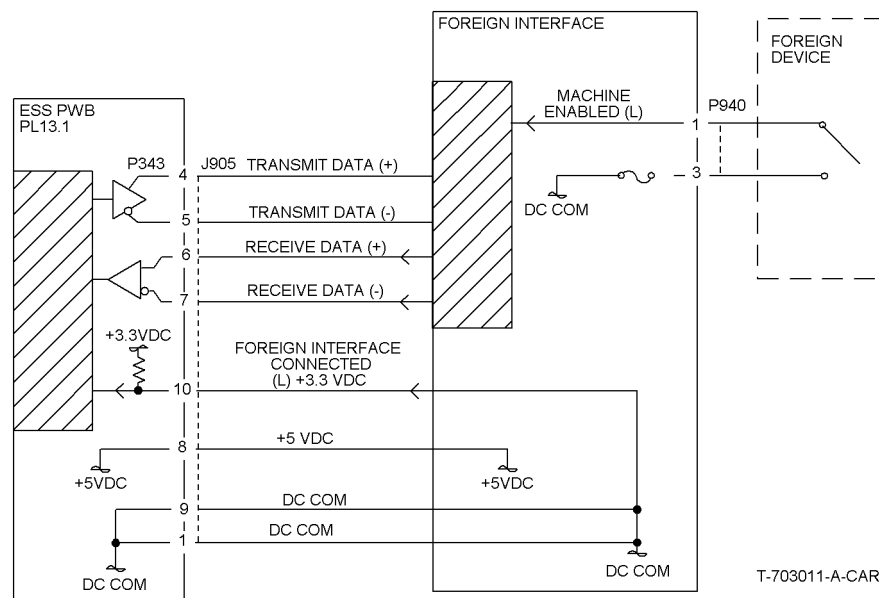 FOREIGN INTERFACE
FOREIGN
DEVICE
ESS PWB
PL13.1
MACHINE
ENABLED (L)
1
P940
P343
4
J905
TRANSMIT DATA (+)
3
DC COM
5
TRANSMIT DATA (-)
6
RECEIVE DATA (+)
7
RECEIVE DATA (-)
+3.3VDC
FOREIGN INTERFACE
CONNECTED
(L) +3.3 VDC
10
8
+5 VDC
+5VDC
+5VDC
9
DC COM
1
DC COM
DC COM
DC COM
T-703011-A-CAR